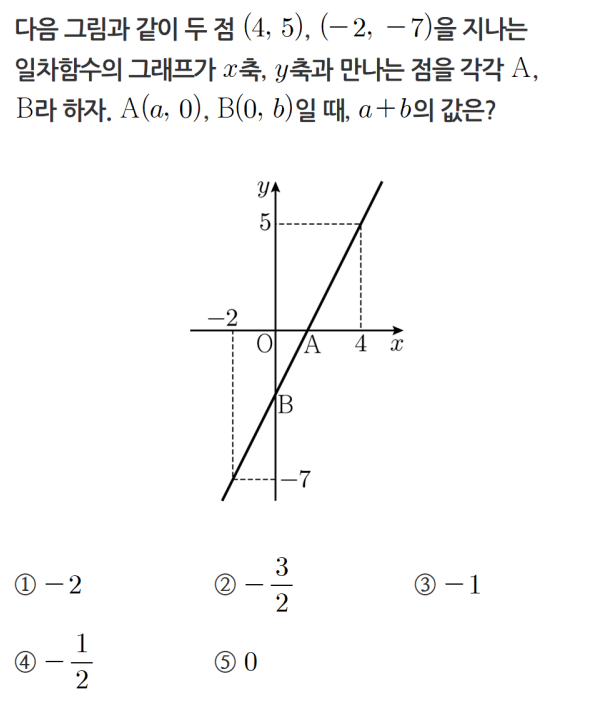 다음 그림과 같이 두 점 (4, 5), (−2, −7)을 지나는
일차함수의 그래프가 x축, y축과 만나는 점을 각각 A,
B라 하자. A(a, 0), B(0, b)일 때, a+b의 값은?
y
5
−2
O A 4 x
B
−7
① −2 ② −3/2 ③ −1
④ −1/2 ⑤ 0